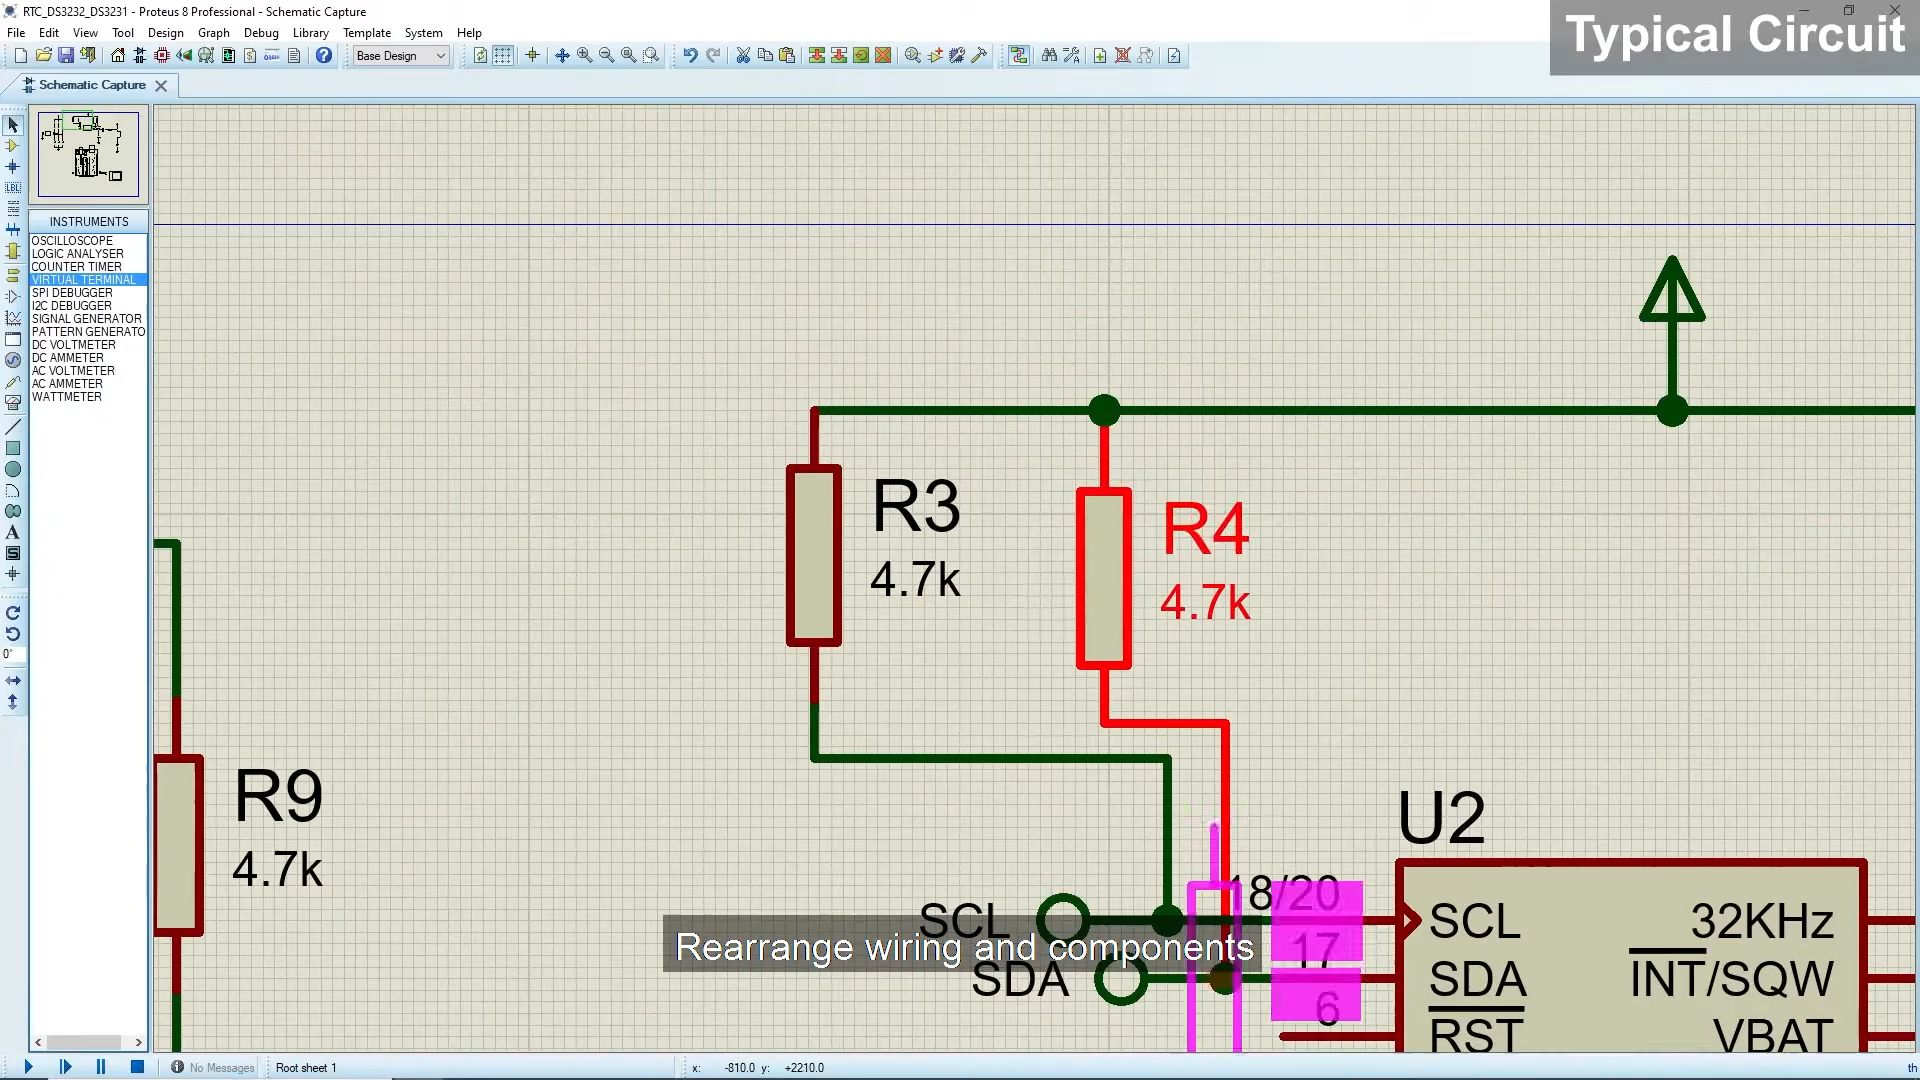 RTC_DS3232_DS3231 - Proteus 8 Professional - Schematic Capture
Typical Circuit
File Edit View Tool Design Graph Debug Library Template System Help
Base Design
Schematic Capture
INSTRUMENTS
OSCILLOSCOPE
LOGIC ANALYSER
COUNTER TIMER
VIRTUAL TERMINAL
SPI DEBUGGER
I2C DEBUGGER
SIGNAL GENERATOR
PATTERN GENERATO
DC VOLTMETER
DC AMMETER
AC VOLTMETER
AC AMMETER
WATTMETER
LBL
A
S
0°
R3
4.7k
R4
4.7k
R9
4.7k
U2
18/20
SCL
17
SDA
6
SCL
32KHz
SDA
INT/SQW
RST
VBAT
Rearrange wiring and components
No Messages
Root sheet 1
x: -810.0 y: +2210.0
th